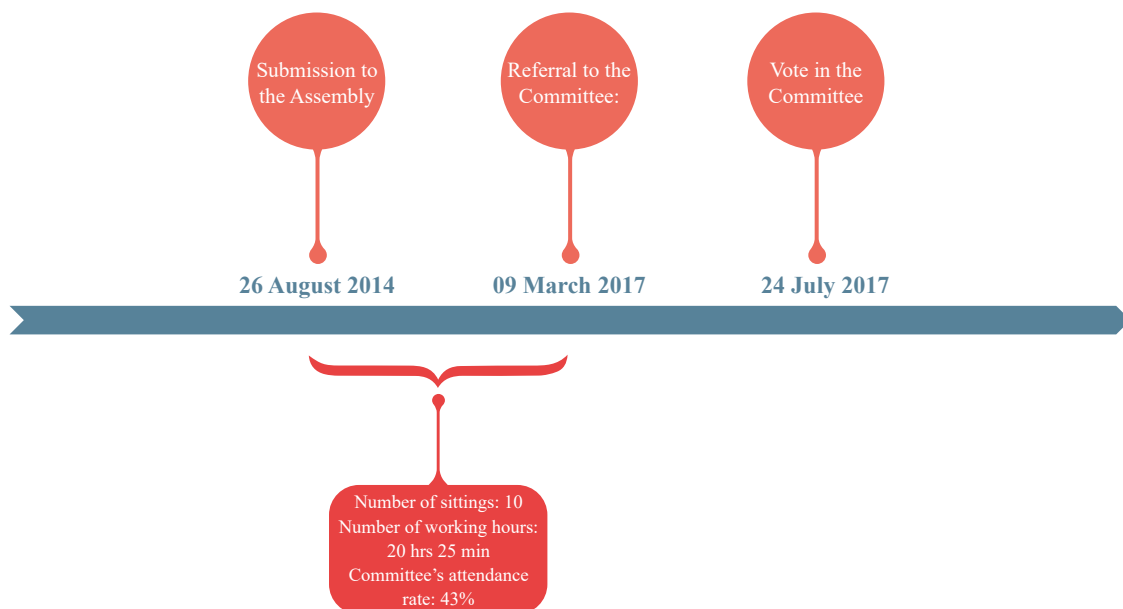 Submission to
the Assembly
Referral to the
Committee:
Vote in the
Committee
26 August 2014
09 March 2017
24 July 2017
Number of sittings: 10
Number of working hours:
20 hrs 25 min
Committee’s attendance
rate: 43%